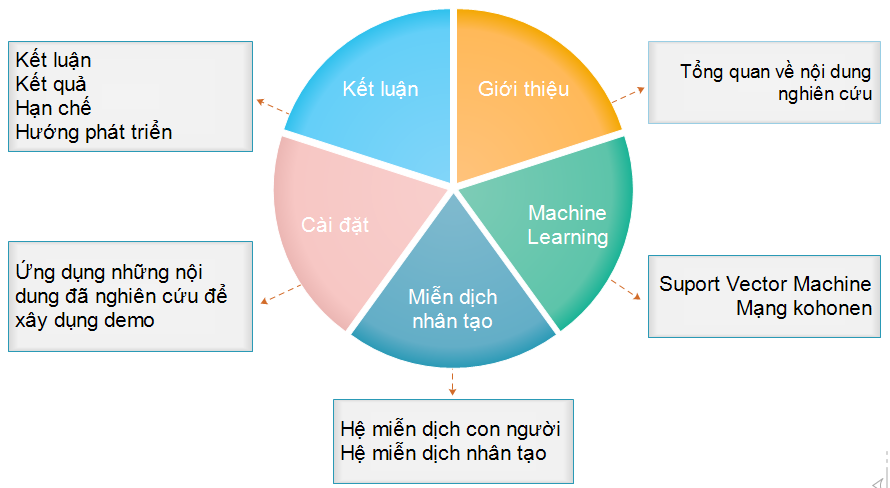 Giới thiệu
Tổng quan về nội dung
nghiên cứu
Machine
Learning
Suport Vector Machine
Mạng kohonen
Miễn dịch
nhân tạo
Hệ miễn dịch con người
Hệ miễn dịch nhân tạo
Cài đặt
Ứng dụng những nội
dung đã nghiên cứu để
xây dụng demo
Kết luận
Kết luận
Kết quả
Hạn chế
Hướng phát triển